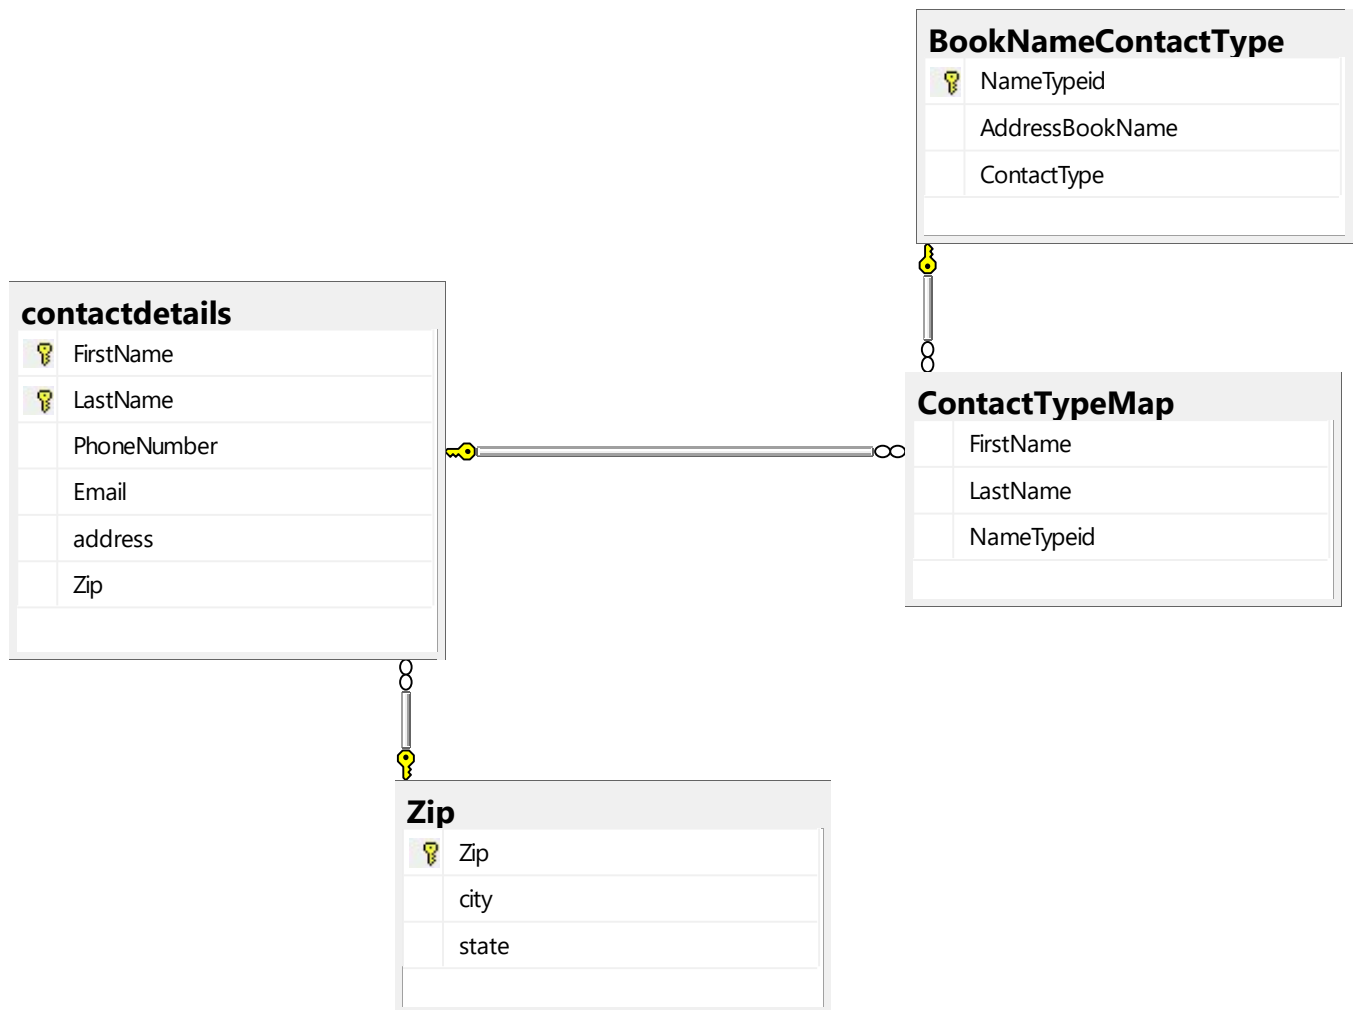 BookNameContactType
NameTypeid
AddressBookName
ContactType
contactdetails
FirstName
LastName
PhoneNumber
Email
address
Zip
ContactTypeMap
FirstName
LastName
NameTypeid
Zip
Zip
city
state